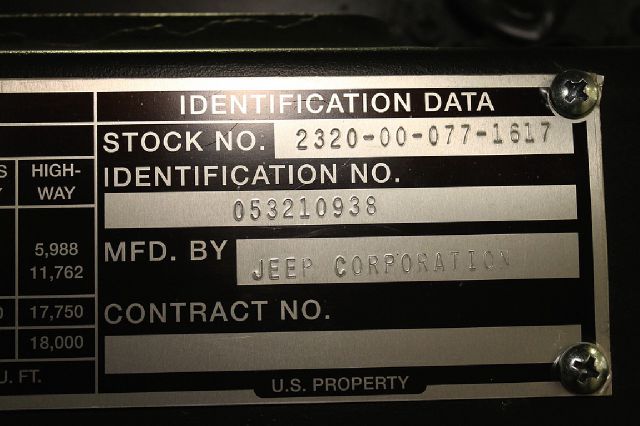 IDENTIFICATION DATA
STOCK NO. 2320-00-077-1617
IDENTIFICATION NO.
053210938
MFD. BY JEEP CORPORATION
CONTRACT NO.
U.S. PROPERTY
HIGH-
WAY
5,988
11,762
17,750
18,000
U. FT.